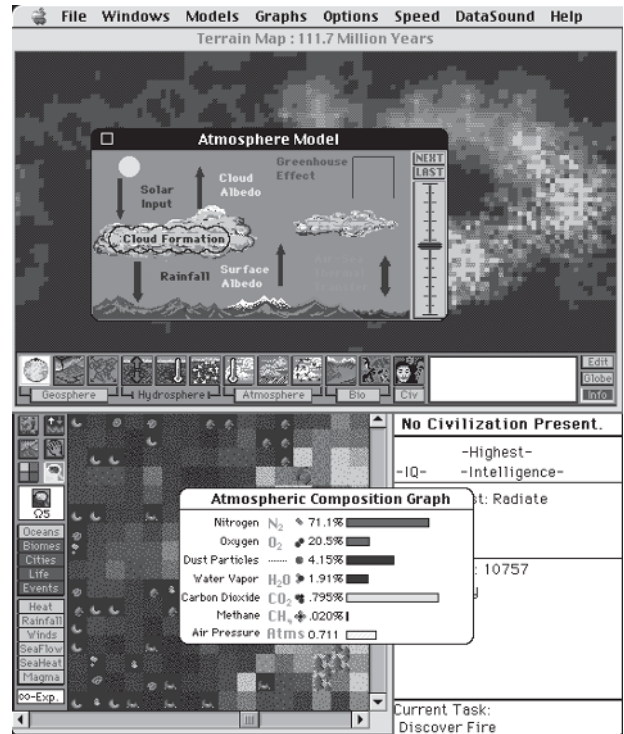 File Windows Models Graphs Options Speed DataSound Help
Terrain Map : 111.7 Million Years
Atmosphere Model
NEXT
LAST
Solar
Input
Cloud
Albedo
Greenhouse
Effect
Cloud Formation
Rainfall
Surface
Albedo
Geosphere
Hydrosphere
Atmosphere
Bio
Civ
Edit
Globe
Info
Ω5
Oceans
Biomes
Cities
Life
Events
Heat
Rainfall
Winds
SeaFlow
SeaHeat
Magma
∞-Exp.
No Civilization Present.
-Highest-
-IQ- -Intelligence-
st: Radiate
: 10757
Atmospheric Composition Graph
Nitrogen N₂ 71.1%
Oxygen O₂ 20.5%
Dust Particles ...... 4.15%
Water Vapor H₂O 1.91%
Carbon Dioxide CO₂ .795%
Methane CH₄ .020%
Air Pressure Atms 0.711
Current Task:
Discover Fire